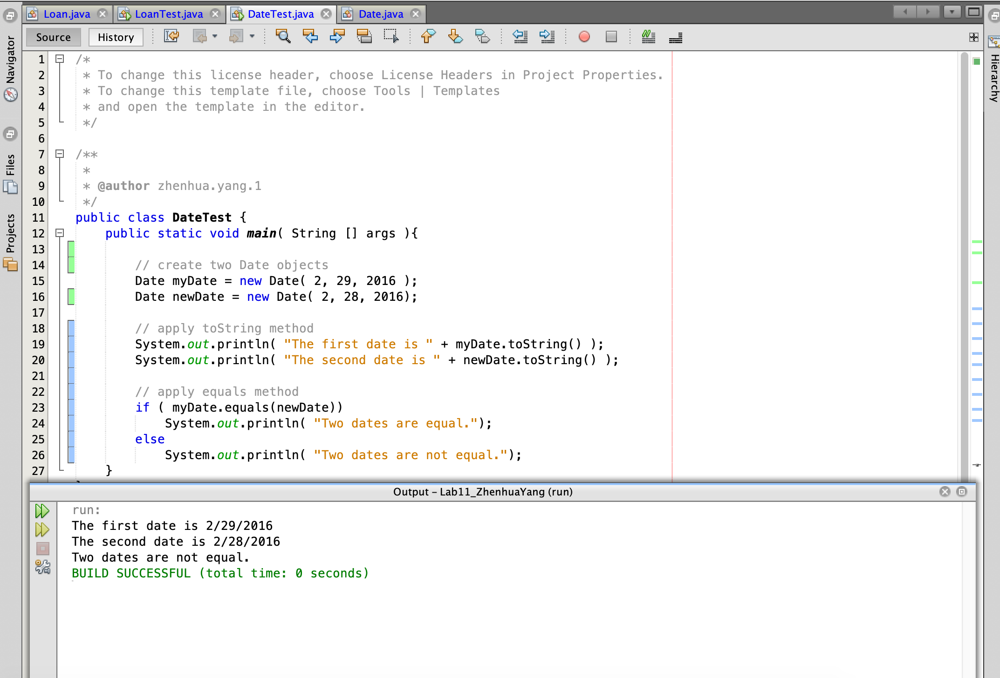 Loan.java LoanTest.java DateTest.java Date.java
Source History
Navigator
Files
Projects
Hierarchy
1 /*
2 * To change this license header, choose License Headers in Project Properties.
3 * To change this template file, choose Tools | Templates
4 * and open the template in the editor.
5 */
6
7 /**
8 *
9 * @author zhenhua.yang.1
10 */
11 public class DateTest {
12 public static void main( String [] args ){
13
14 // create two Date objects
15 Date myDate = new Date( 2, 29, 2016 );
16 Date newDate = new Date( 2, 28, 2016);
17
18 // apply toString method
19 System.out.println( "The first date is " + myDate.toString() );
20 System.out.println( "The second date is " + newDate.toString() );
21
22 // apply equals method
23 if ( myDate.equals(newDate))
24 System.out.println( "Two dates are equal.");
25 else
26 System.out.println( "Two dates are not equal.");
27 }
Output – Lab11_ZhenhuaYang (run)
run:
The first date is 2/29/2016
The second date is 2/28/2016
Two dates are not equal.
BUILD SUCCESSFUL (total time: 0 seconds)